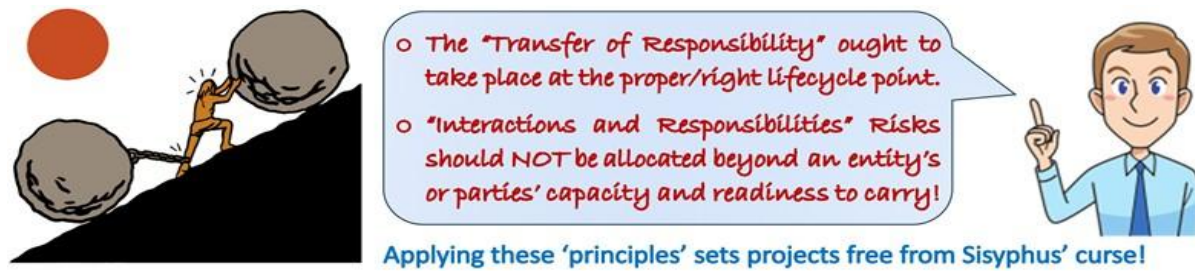 o The "Transfer of Responsibility" ought to
take place at the proper/right lifecycle point.
o "Interactions and Responsibilities" Risks
should NOT be allocated beyond an entity's
or parties' capacity and readiness to carry!
Applying these 'principles' sets projects free from Sisyphus' curse!